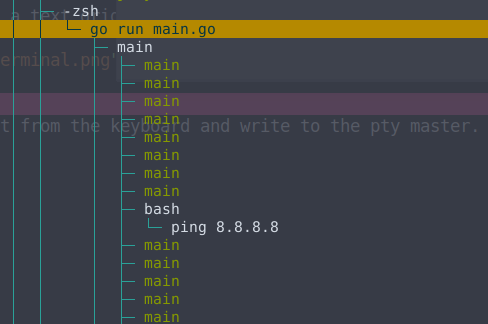 a text
-zsh
go run main.go
main
erminal.png"
main
main
main
main
t from the keyboard and write to the pty master.
main
main
main
main
bash
ping 8.8.8.8
main
main
main
main
main